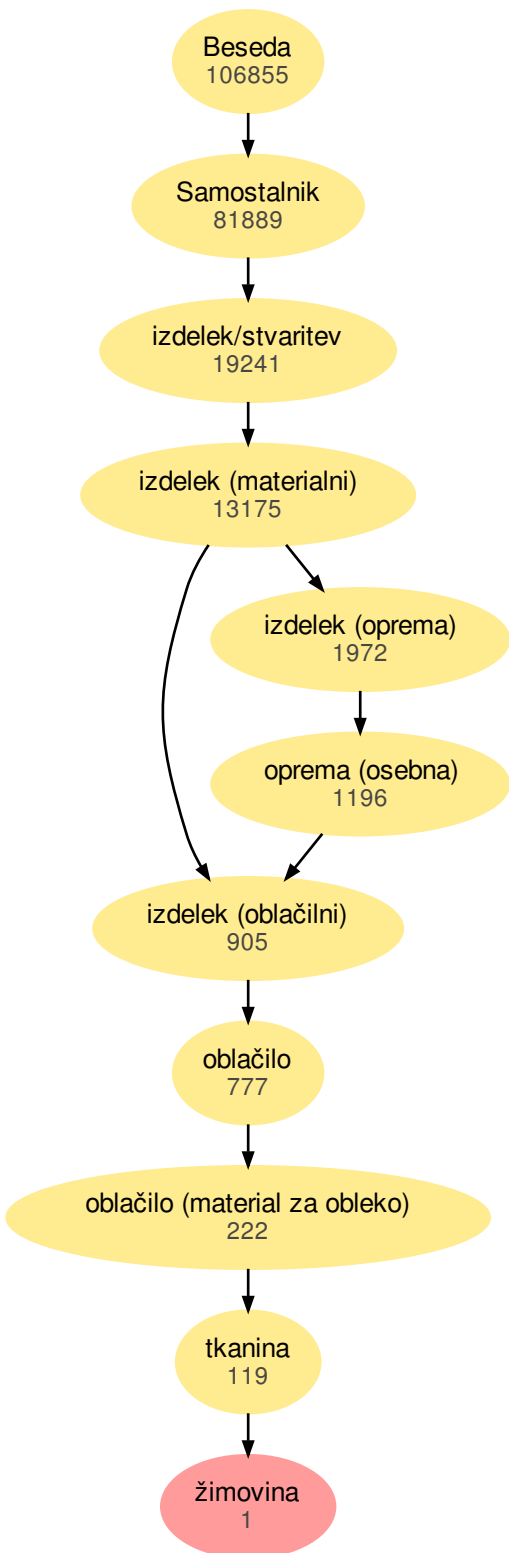 Beseda
106855
Samostalnik
81889
izdelek/stvaritev
19241
izdelek (materialni)
13175
izdelek (oprema)
1972
oprema (osebna)
1196
izdelek (oblačilni)
905
oblačilo
777
oblačilo (material za obleko)
222
tkanina
119
žimovina
1